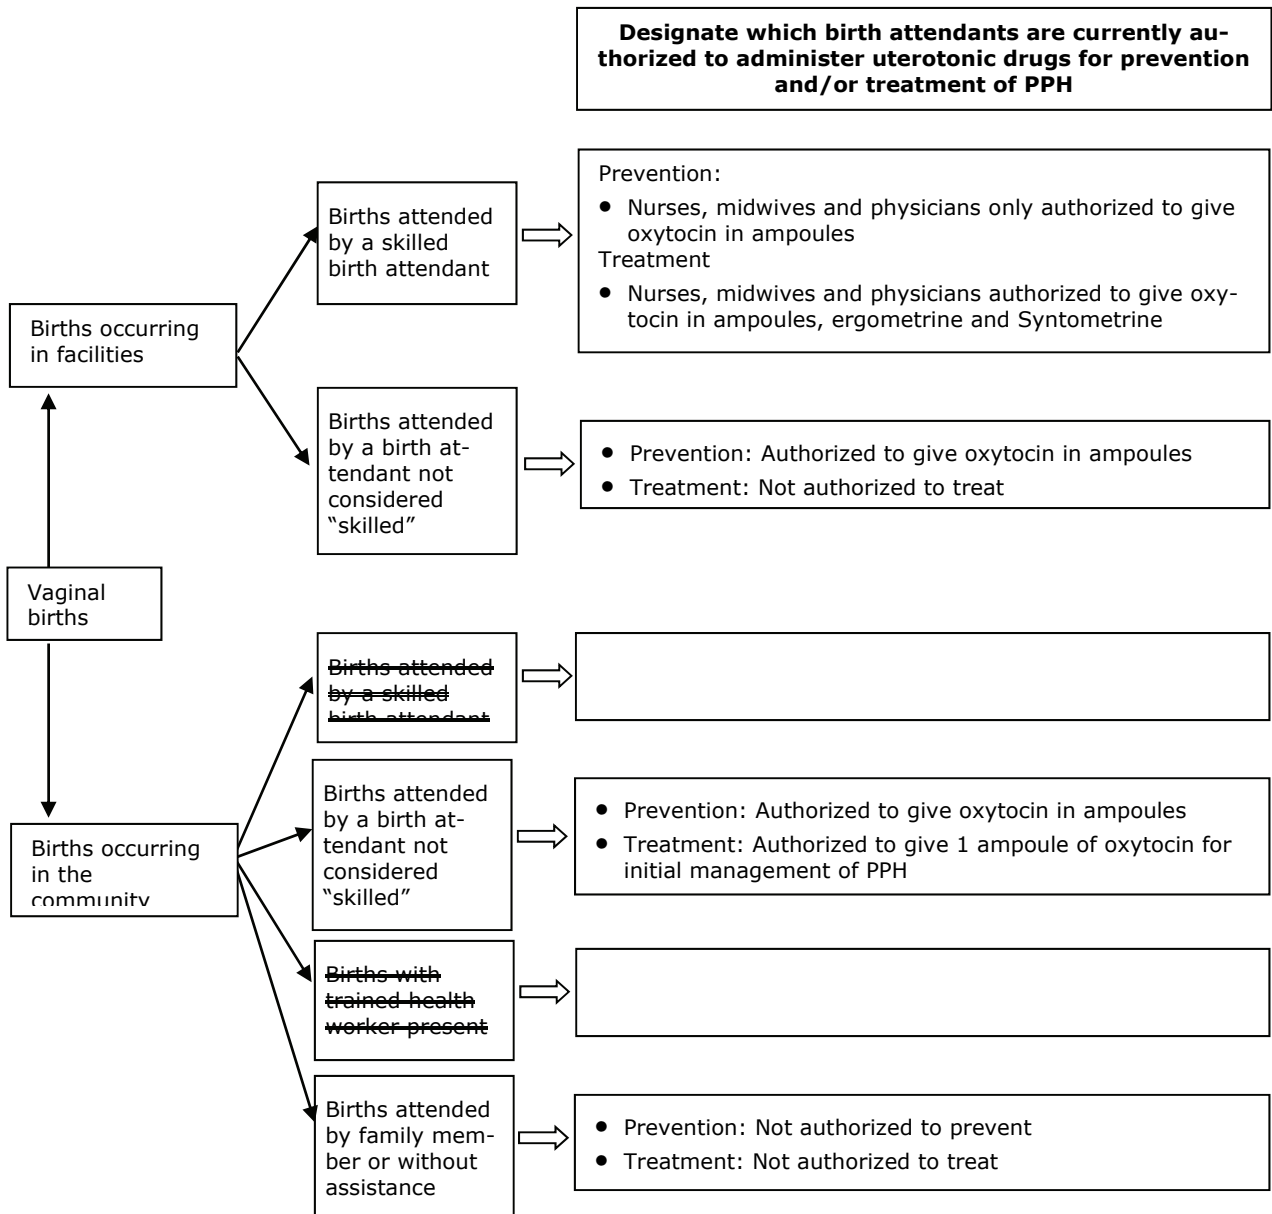 Designate which birth attendants are currently au-
thorized to administer uterotonic drugs for prevention
and/or treatment of PPH
Births attended
by a skilled
birth attendant
Prevention:
• Nurses, midwives and physicians only authorized to give
oxytocin in ampoules
Treatment
• Nurses, midwives and physicians authorized to give oxy-
tocin in ampoules, ergometrine and Syntometrine
Births occurring
in facilities
Births attended
by a birth at-
tendant not
considered
“skilled”
• Prevention: Authorized to give oxytocin in ampoules
• Treatment: Not authorized to treat
Vaginal
births
Births attended
by a skilled
birth attendant
Births occurring
in the
community
Births attended
by a birth at-
tendant not
considered
“skilled”
• Prevention: Authorized to give oxytocin in ampoules
• Treatment: Authorized to give 1 ampoule of oxytocin for
initial management of PPH
Births with
trained health
worker present
Births attended
by family mem-
ber or without
assistance
• Prevention: Not authorized to prevent
• Treatment: Not authorized to treat